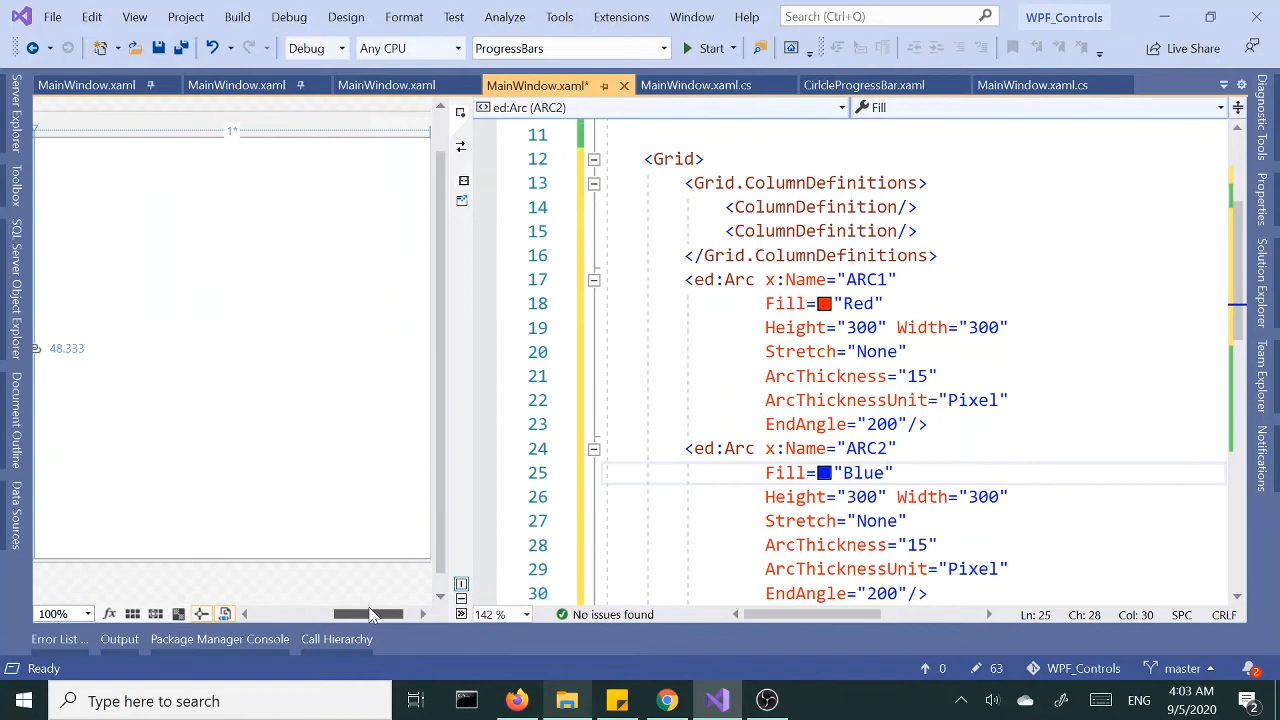 File Edit View Git Project Build Debug Design Format Test Analyze Tools Extensions Window Help Search (Ctrl+Q) WPF_Controls
Debug Any CPU ProgressBars Start Live Share
MainWindow.xaml MainWindow.xaml MainWindow.xaml MainWindow.xaml* MainWindow.xaml.cs CirlcleProgressBar.xaml MainWindow.xaml.cs
ed:Arc (ARC2) Fill
Server Explorer
Toolbox
SQL Server Object Explorer
Document Outline
Data Sources
1*
48.333
11
12 <Grid>
13 <Grid.ColumnDefinitions>
14 <ColumnDefinition/>
15 <ColumnDefinition/>
16 </Grid.ColumnDefinitions>
17 <ed:Arc x:Name="ARC1"
18 Fill="Red"
19 Height="300" Width="300"
20 Stretch="None"
21 ArcThickness="15"
22 ArcThicknessUnit="Pixel"
23 EndAngle="200"/>
24 <ed:Arc x:Name="ARC2"
25 Fill="Blue"
26 Height="300" Width="300"
27 Stretch="None"
28 ArcThickness="15"
29 ArcThicknessUnit="Pixel"
30 EndAngle="200"/>
Diagnostic Tools
Properties
Solution Explorer
Team Explorer
Notifications
100% fx 142 % No issues found Ln: 25 Ch: 28 Col: 30 SPC CRLF
Error List ... Output Package Manager Console Call Hierarchy
Ready 0 63 WPF_Controls master 2
Type here to search ENG :03 AM
9/5/2020 2